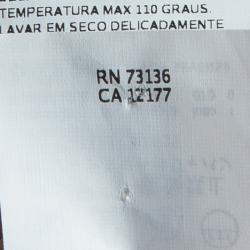 TEMPERATURA MAX 110 GRAUS.
LAVAR EM SECO DELICADAMENTE
RN 73136
CA 12177